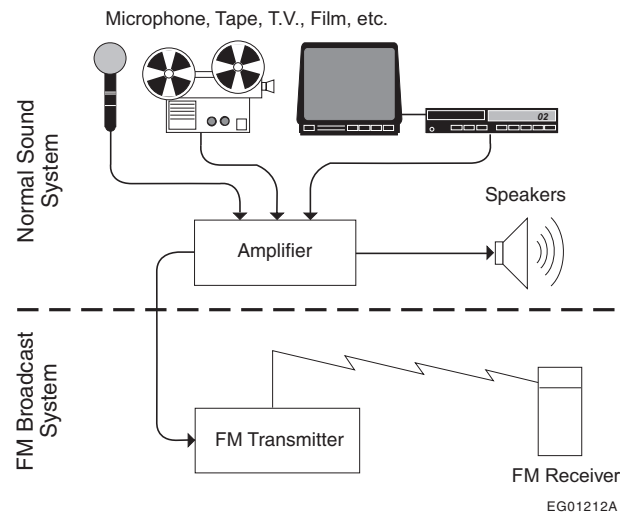 Microphone, Tape, T.V., Film, etc.
Normal Sound
System
02
Speakers
Amplifier
FM Broadcast
System
FM Transmitter
FM Receiver
EG01212A